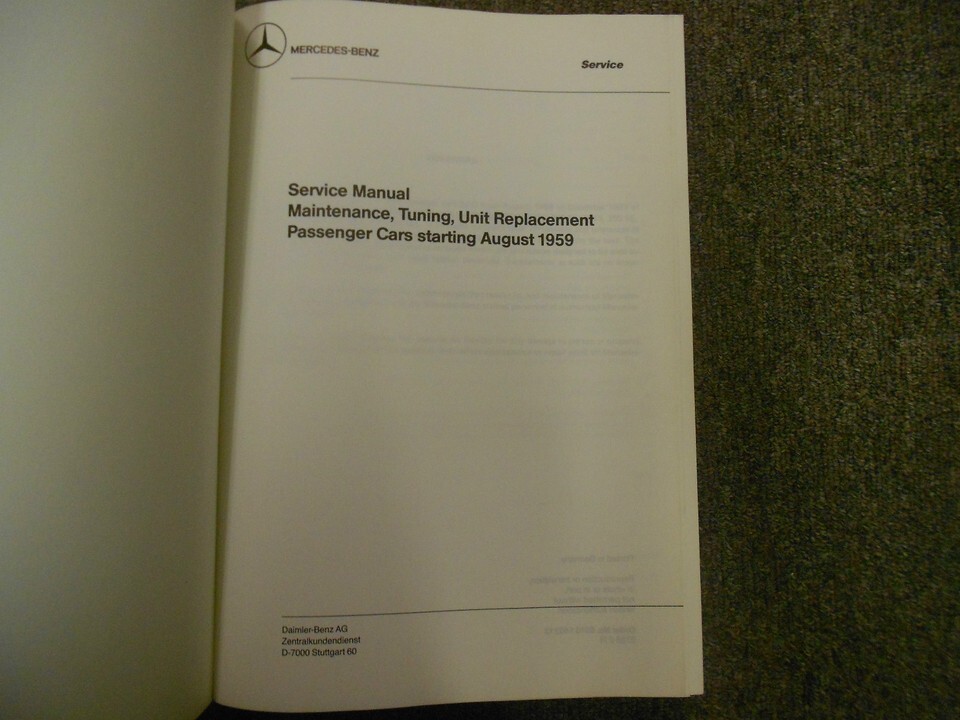 MERCEDES-BENZ
Service
Service Manual
Maintenance, Tuning, Unit Replacement
Passenger Cars starting August 1959
Daimler-Benz AG
Zentralkundendienst
D-7000 Stuttgart 60